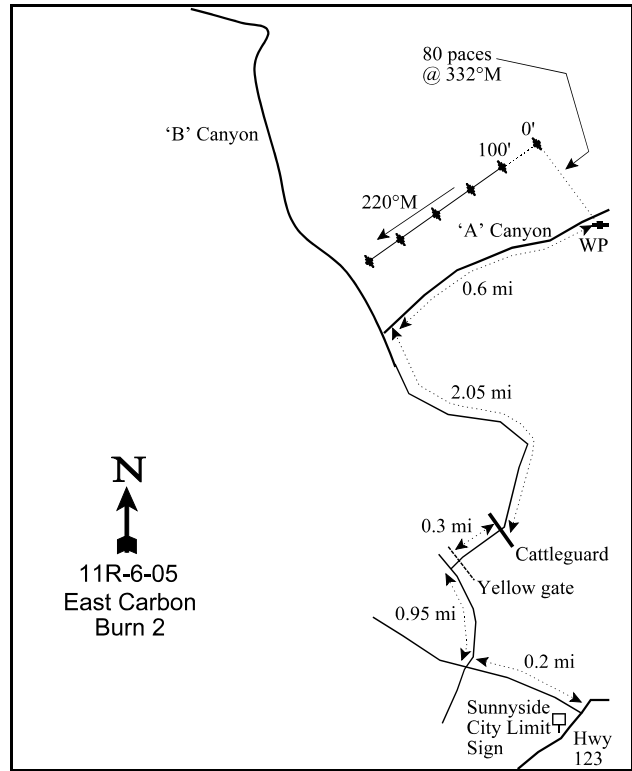 80 paces
@ 332°M
'B' Canyon
0'
100'
220°M
'A' Canyon
WP
0.6 mi
2.05 mi
N
11R-6-05
East Carbon
Burn 2
0.3 mi
Cattleguard
Yellow gate
0.95 mi
0.2 mi
Sunnyside
City Limit
Sign
Hwy
123